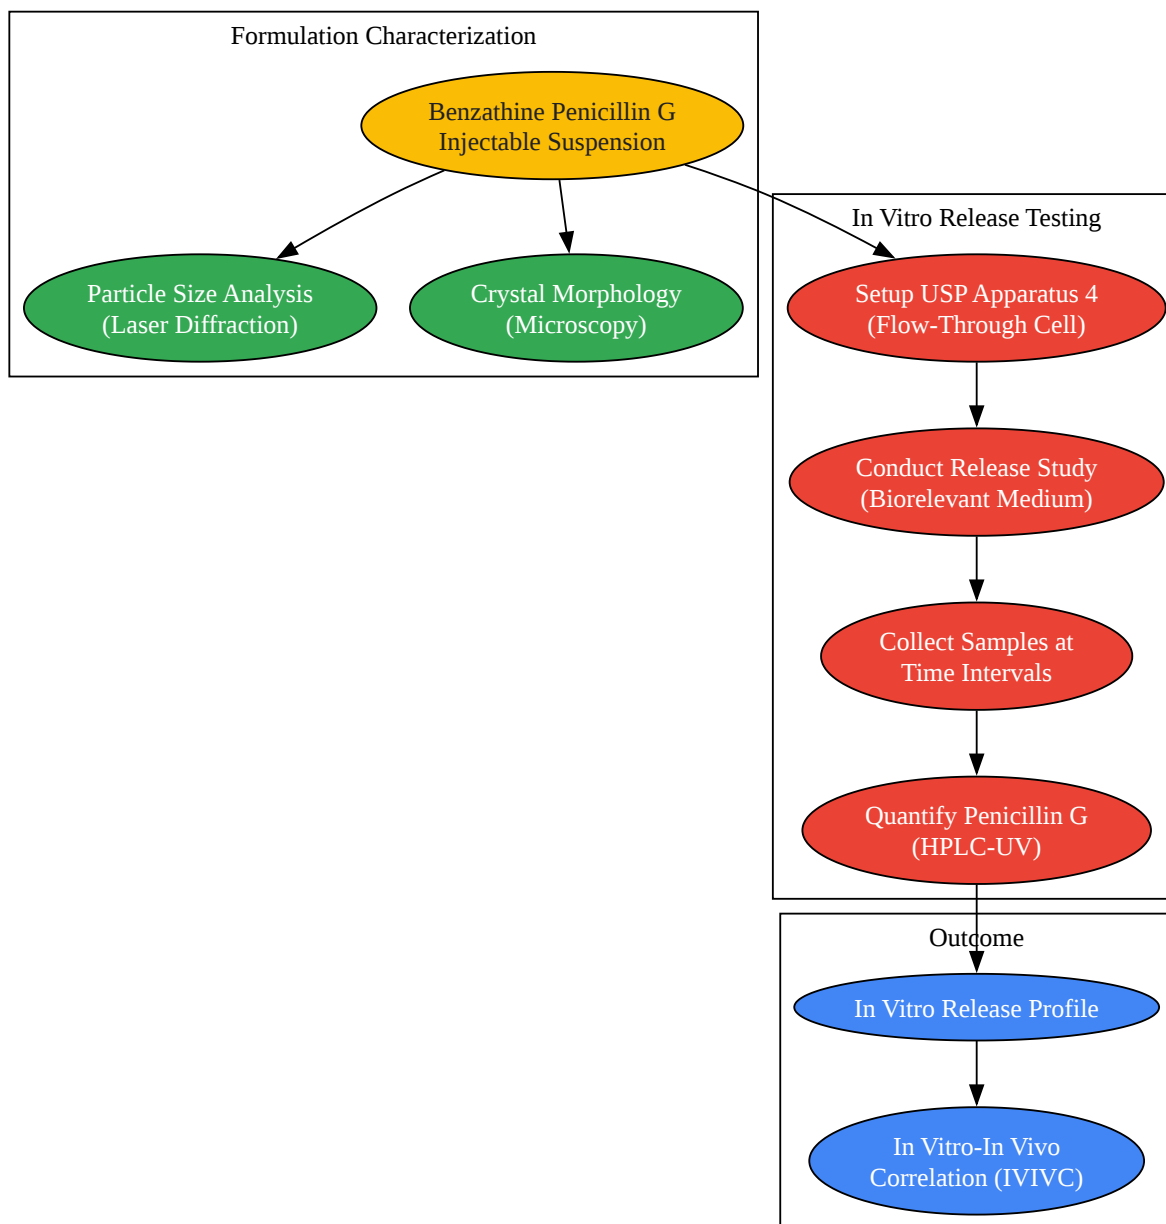 Formulation Characterization
Benzathine Penicillin G
Injectable Suspension
Particle Size Analysis
(Laser Diffraction)
Crystal Morphology
(Microscopy)
In Vitro Release Testing
Setup USP Apparatus 4
(Flow-Through Cell)
Conduct Release Study
(Biorelevant Medium)
Collect Samples at
Time Intervals
Quantify Penicillin G
(HPLC-UV)
Outcome
In Vitro Release Profile
In Vitro-In Vivo
Correlation (IVIVC)